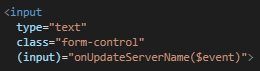 <input
type="text"
class="form-control"
(input)="onUpdateServerName($event)">